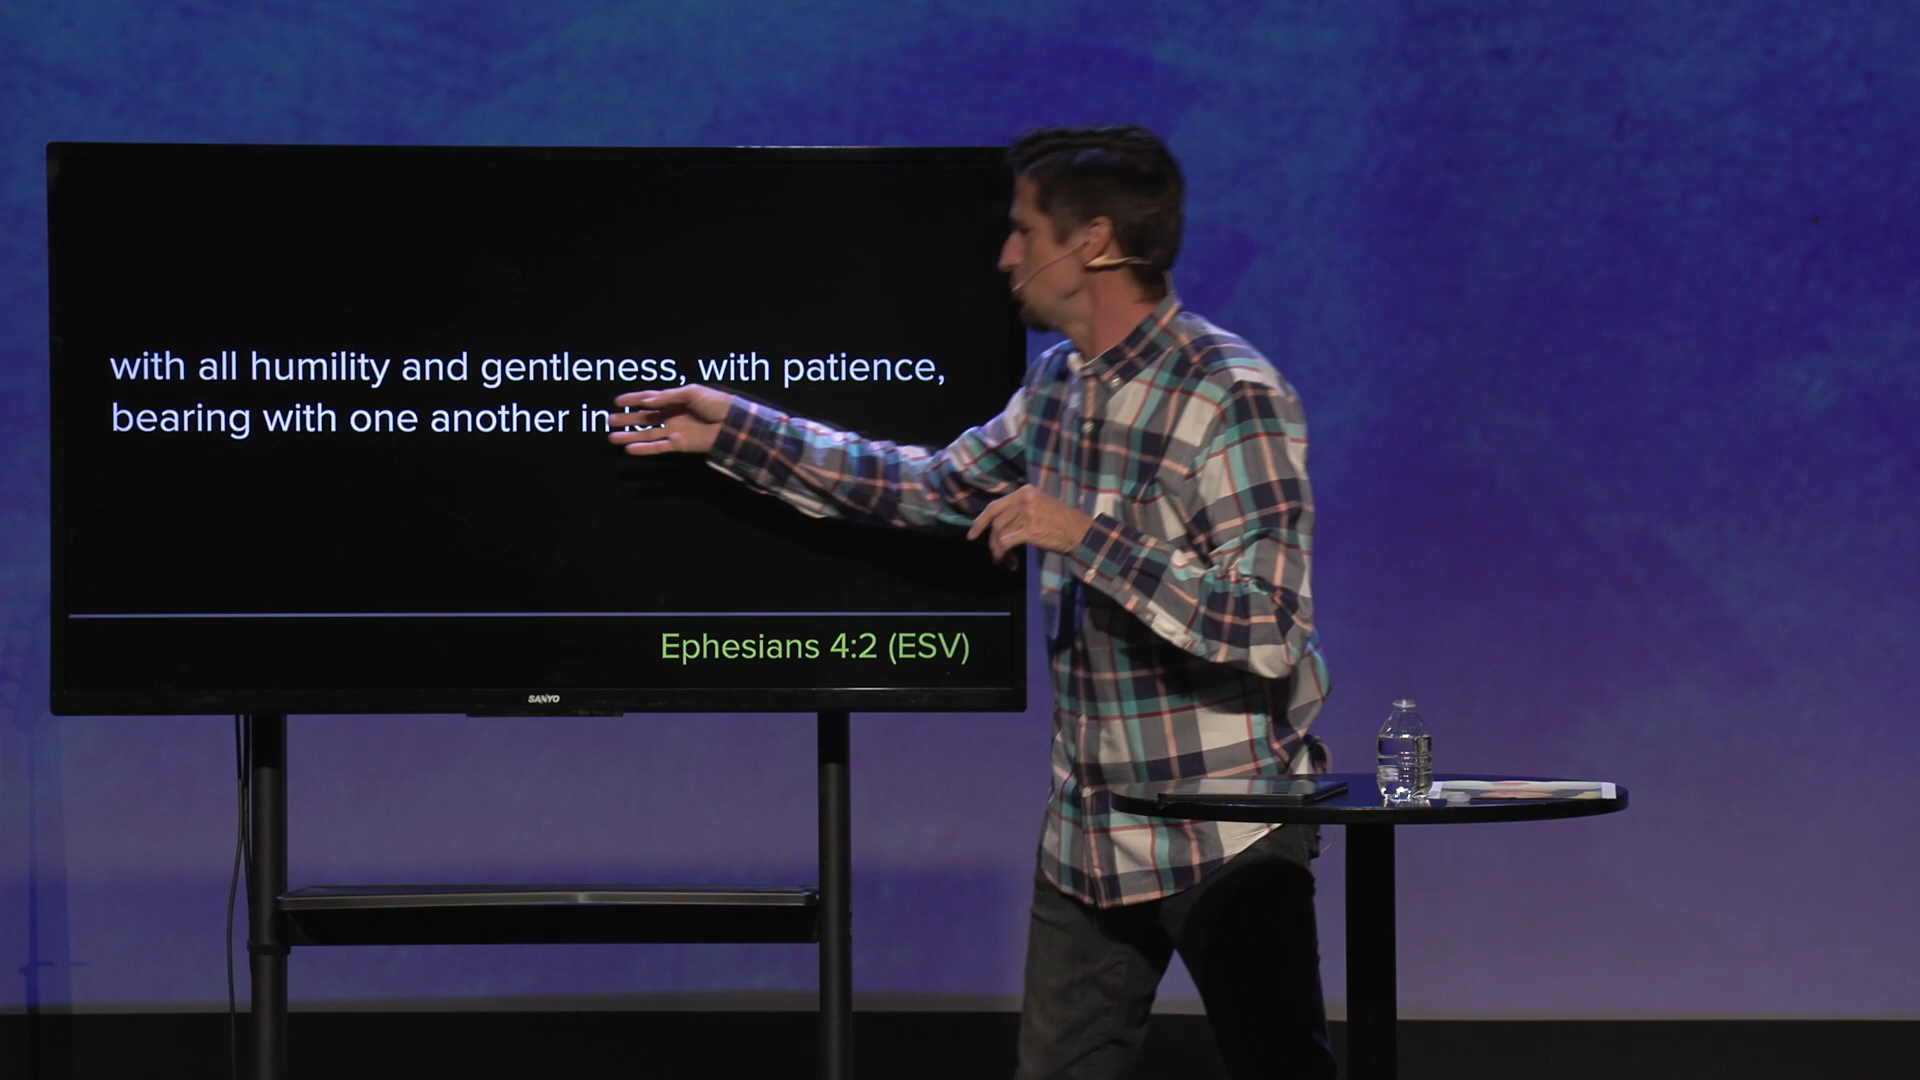 with all humility and gentleness, with patience,
bearing with one another in
Ephesians 4:2 (ESV)
SANYO